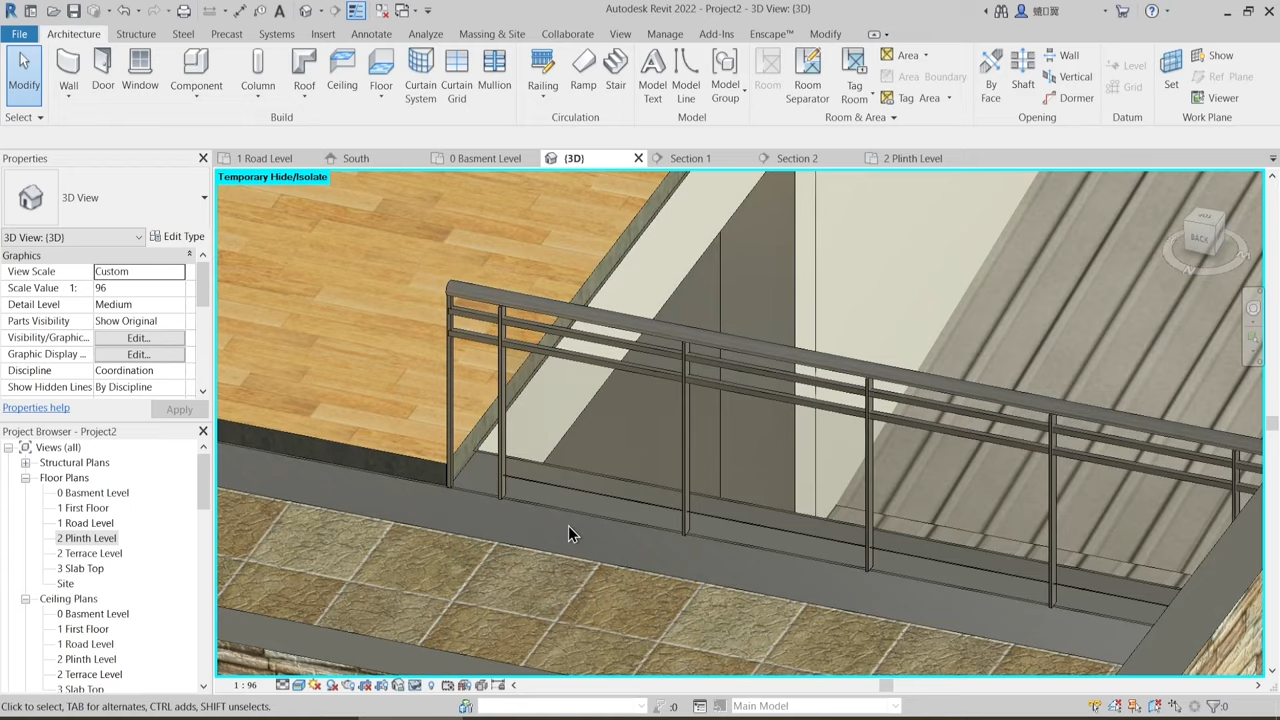 Autodesk Revit 2022 - Project2 - 3D View: {3D}
File Architecture Structure Steel Precast Systems Insert Annotate Analyze Massing & Site Collaborate View Manage Add-Ins Enscape™ Modify
Modify Wall Door Window Component Column Roof Ceiling Floor Curtain System Curtain Grid Mullion Railing Ramp Stair Model Text Model Line Model Group Room Room Separator Tag Room Area Area Boundary Tag Area By Face Shaft Wall Vertical Dormer Level Grid Set Show Ref Plane Viewer
Select Build Circulation Model Room & Area Opening Datum Work Plane
Properties
1 Road Level South 0 Basment Level {3D} Section 1 Section 2 2 Plinth Level
Temporary Hide/Isolate
3D View
3D View: {3D} Edit Type
Graphics
View Scale Custom
Scale Value 1: 96
Detail Level Medium
Parts Visibility Show Original
Visibility/Graphic... Edit...
Graphic Display ... Edit...
Discipline Coordination
Show Hidden Lines By Discipline
Properties help Apply
Project Browser - Project2
Views (all)
Structural Plans
Floor Plans
0 Basment Level
1 First Floor
1 Road Level
2 Plinth Level
2 Terrace Level
3 Slab Top
Site
Ceiling Plans
0 Basment Level
1 First Floor
1 Road Level
2 Plinth Level
2 Terrace Level
3 Slab Top
BACK
1 : 96
Click to select, TAB for alternates, CTRL adds, SHIFT unselects.
:0
Main Model
:0